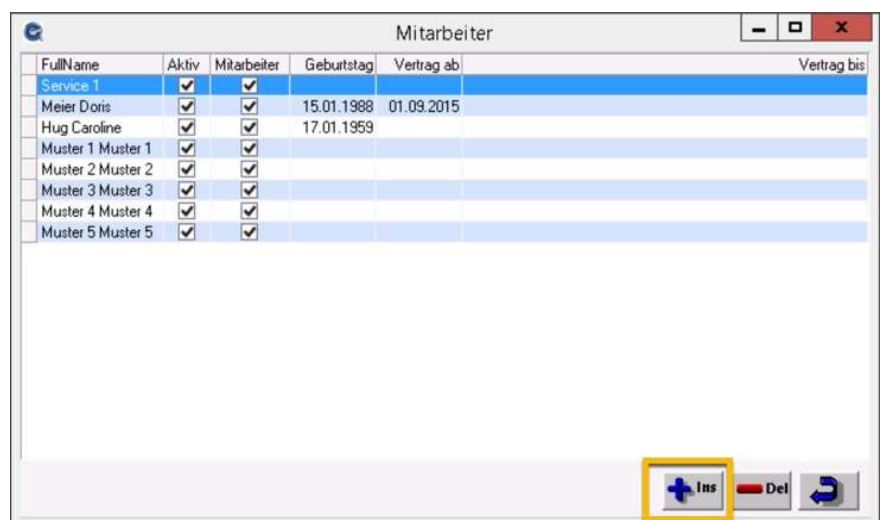 Mitarbeiter
FullName Aktiv Mitarbeiter Geburtstag Vertrag ab Vertrag bis
Service 1
Meier Doris 15.01.1988 01.09.2015
Hug Caroline 17.01.1959
Muster 1 Muster 1
Muster 2 Muster 2
Muster 3 Muster 3
Muster 4 Muster 4
Muster 5 Muster 5
Ins Del